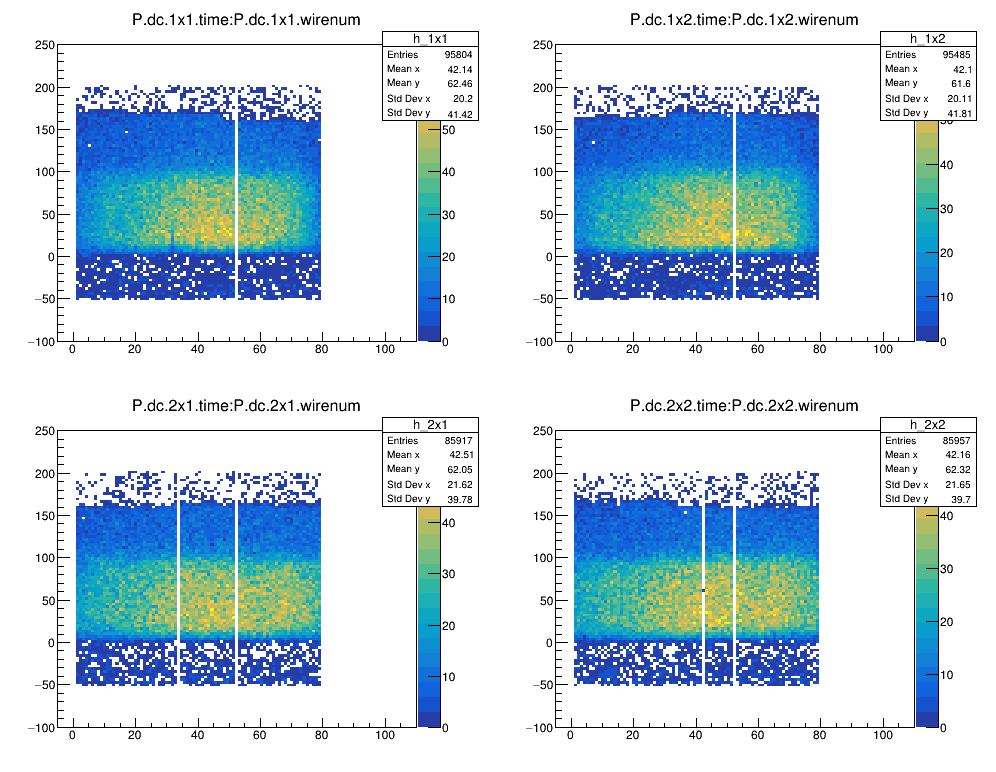 P.dc.1x1.time:P.dc.1x1.wirenum
h_1x1
Entries 95804
Mean x 42.14
Mean y 62.46
Std Dev x 20.2
Std Dev y 41.42
250
200
150
100
50
0
−50
−100
0 20 40 60 80 100
50
40
30
20
10
0
P.dc.1x2.time:P.dc.1x2.wirenum
h_1x2
Entries 95485
Mean x 42.1
Mean y 61.6
Std Dev x 20.11
Std Dev y 41.81
250
200
150
100
50
0
−50
−100
0 20 40 60 80 100
50
40
30
20
10
0
P.dc.2x1.time:P.dc.2x1.wirenum
h_2x1
Entries 85917
Mean x 42.51
Mean y 62.05
Std Dev x 21.62
Std Dev y 39.78
250
200
150
100
50
0
−50
−100
0 20 40 60 80 100
40
30
20
10
0
P.dc.2x2.time:P.dc.2x2.wirenum
h_2x2
Entries 85957
Mean x 42.16
Mean y 62.32
Std Dev x 21.65
Std Dev y 39.7
250
200
150
100
50
0
−50
−100
0 20 40 60 80 100
40
30
20
10
0